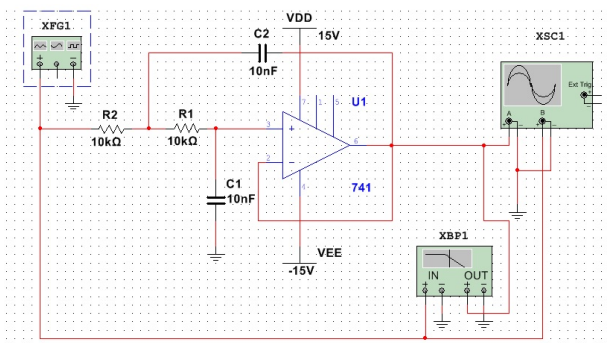 XFG1
C2
10nF
VDD
15V
XSC1
Ext Trig
A
B
R2
10kΩ
R1
10kΩ
U1
7
1
5
3
2
6
4
741
C1
10nF
VEE
-15V
XBP1
IN
OUT